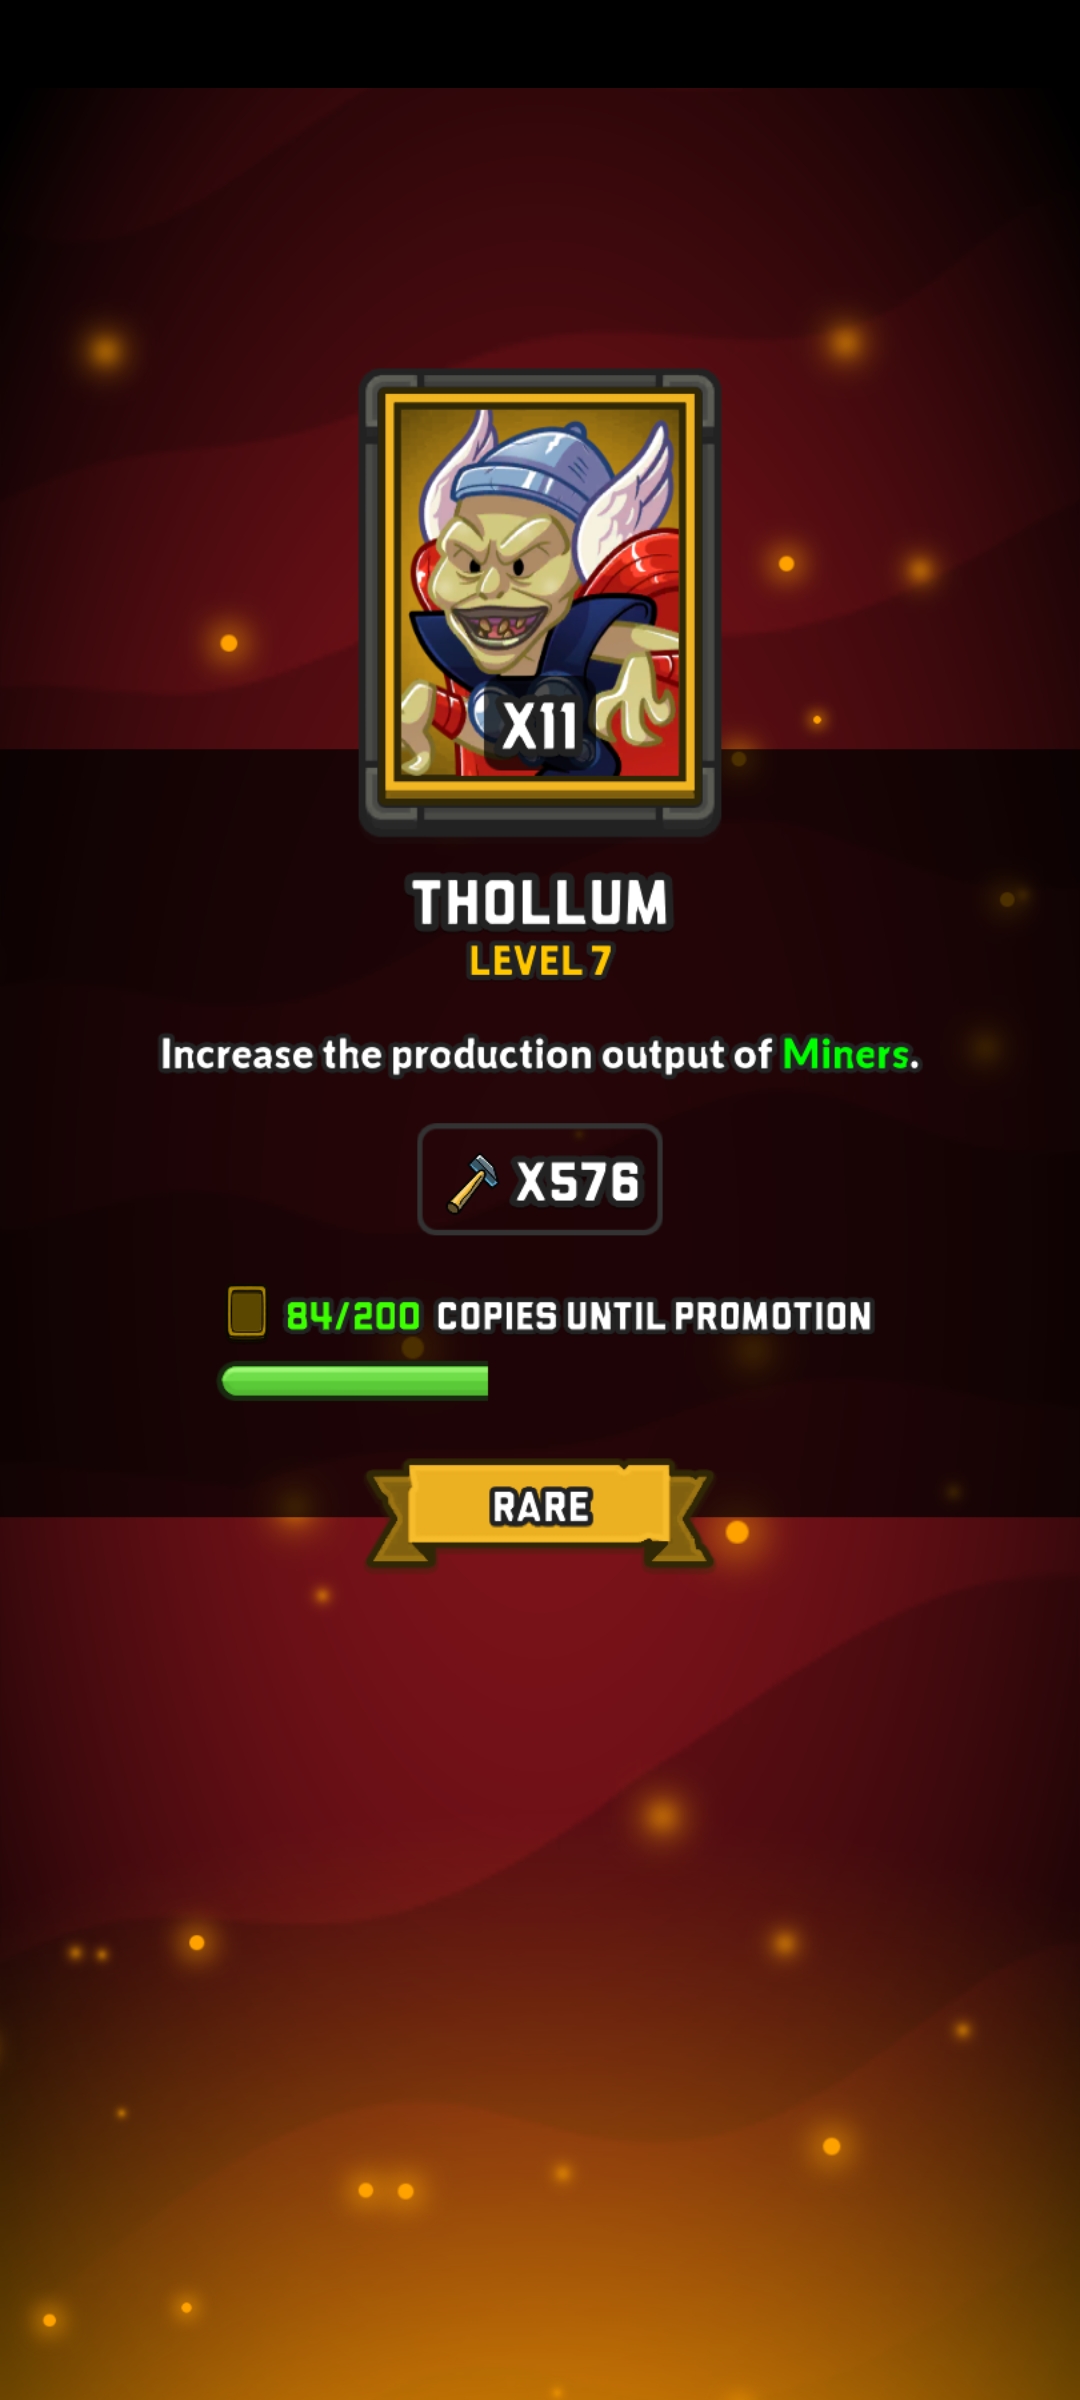 X11
THOLLUM
LEVEL 7
Increase the production output of Miners.
X576
84/200 COPIES UNTIL PROMOTION
RARE